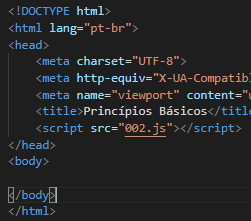 <!DOCTYPE html>
<html lang="pt-br">
<head>
<meta charset="UTF-8">
<meta http-equiv="X-UA-Compatibl
<meta name="viewport" content="
<title>Princípios Básicos</title
<script src="002.js"></script>
</head>
<body>
</body>
</html>